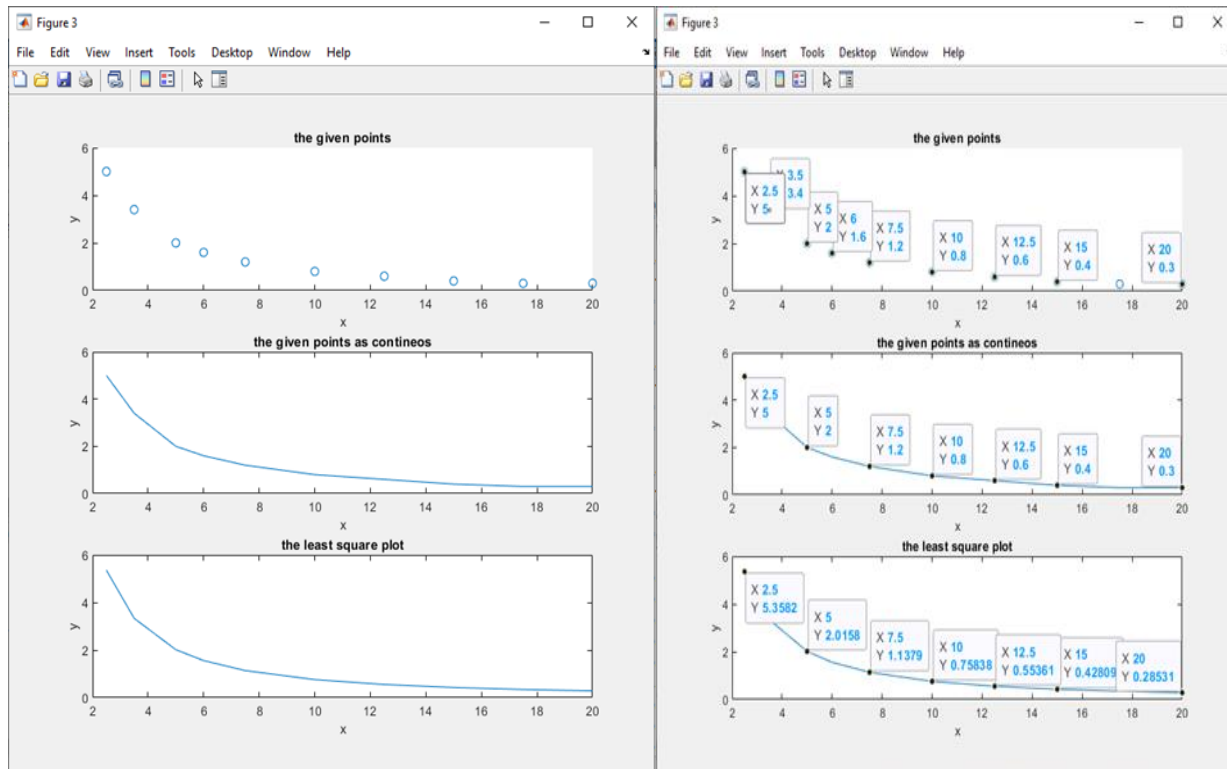 Figure 3
File Edit View Insert Tools Desktop Window Help
the given points
6
4
2
0
y
2 4 6 8 10 12 14 16 18 20
x
the given points as contineos
6
4
2
0
y
2 4 6 8 10 12 14 16 18 20
x
the least square plot
6
4
2
0
y
2 4 6 8 10 12 14 16 18 20
x
Figure 3
File Edit View Insert Tools Desktop Window Help
the given points
6
4
2
0
y
X 2.5
Y 5
3.5
3.4
X 5
Y 2
X 6
Y 1.6
X 7.5
Y 1.2
X 10
Y 0.8
X 12.5
Y 0.6
X 15
Y 0.4
X 20
Y 0.3
2 4 6 8 10 12 14 16 18 20
x
the given points as contineos
6
4
2
0
y
X 2.5
Y 5
X 5
Y 2
X 7.5
Y 1.2
X 10
Y 0.8
X 12.5
Y 0.6
X 15
Y 0.4
X 20
Y 0.3
2 4 6 8 10 12 14 16 18 20
x
the least square plot
6
4
2
0
y
X 2.5
Y 5.3582
X 5
Y 2.0158
X 7.5
Y 1.1379
X 10
Y 0.75838
X 12.5
Y 0.55361
X 15
Y 0.42809
X 20
Y 0.28531
2 4 6 8 10 12 14 16 18 20
x